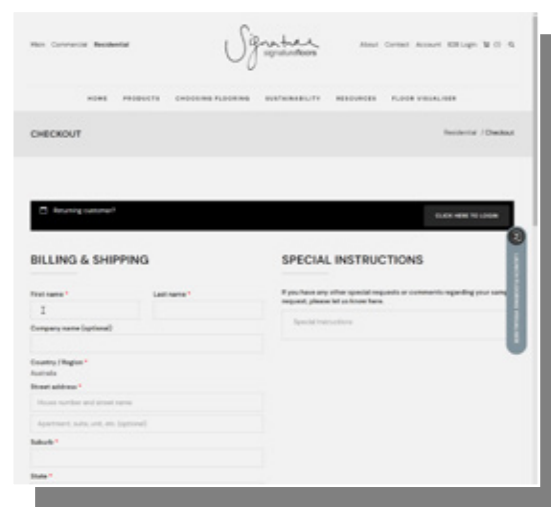 Main Commercial Residential
Signature
signaturefloors
About Contact Account B2B Login
HOME PRODUCTS CHOOSING FLOORING SUSTAINABILITY RESOURCES FLOOR VISUALISER
CHECKOUT
Residential / Checkout
Returning customer?
CLICK HERE TO LOGIN
BILLING & SHIPPING
First name *
Last name *
Company name (optional)
Country / Region *
Australia
Street address *
House number and street name
Apartment, suite, unit, etc. (optional)
Suburb *
State *
SPECIAL INSTRUCTIONS
If you have any other special requests or comments regarding your sample
request, please let us know here.
Special Instructions